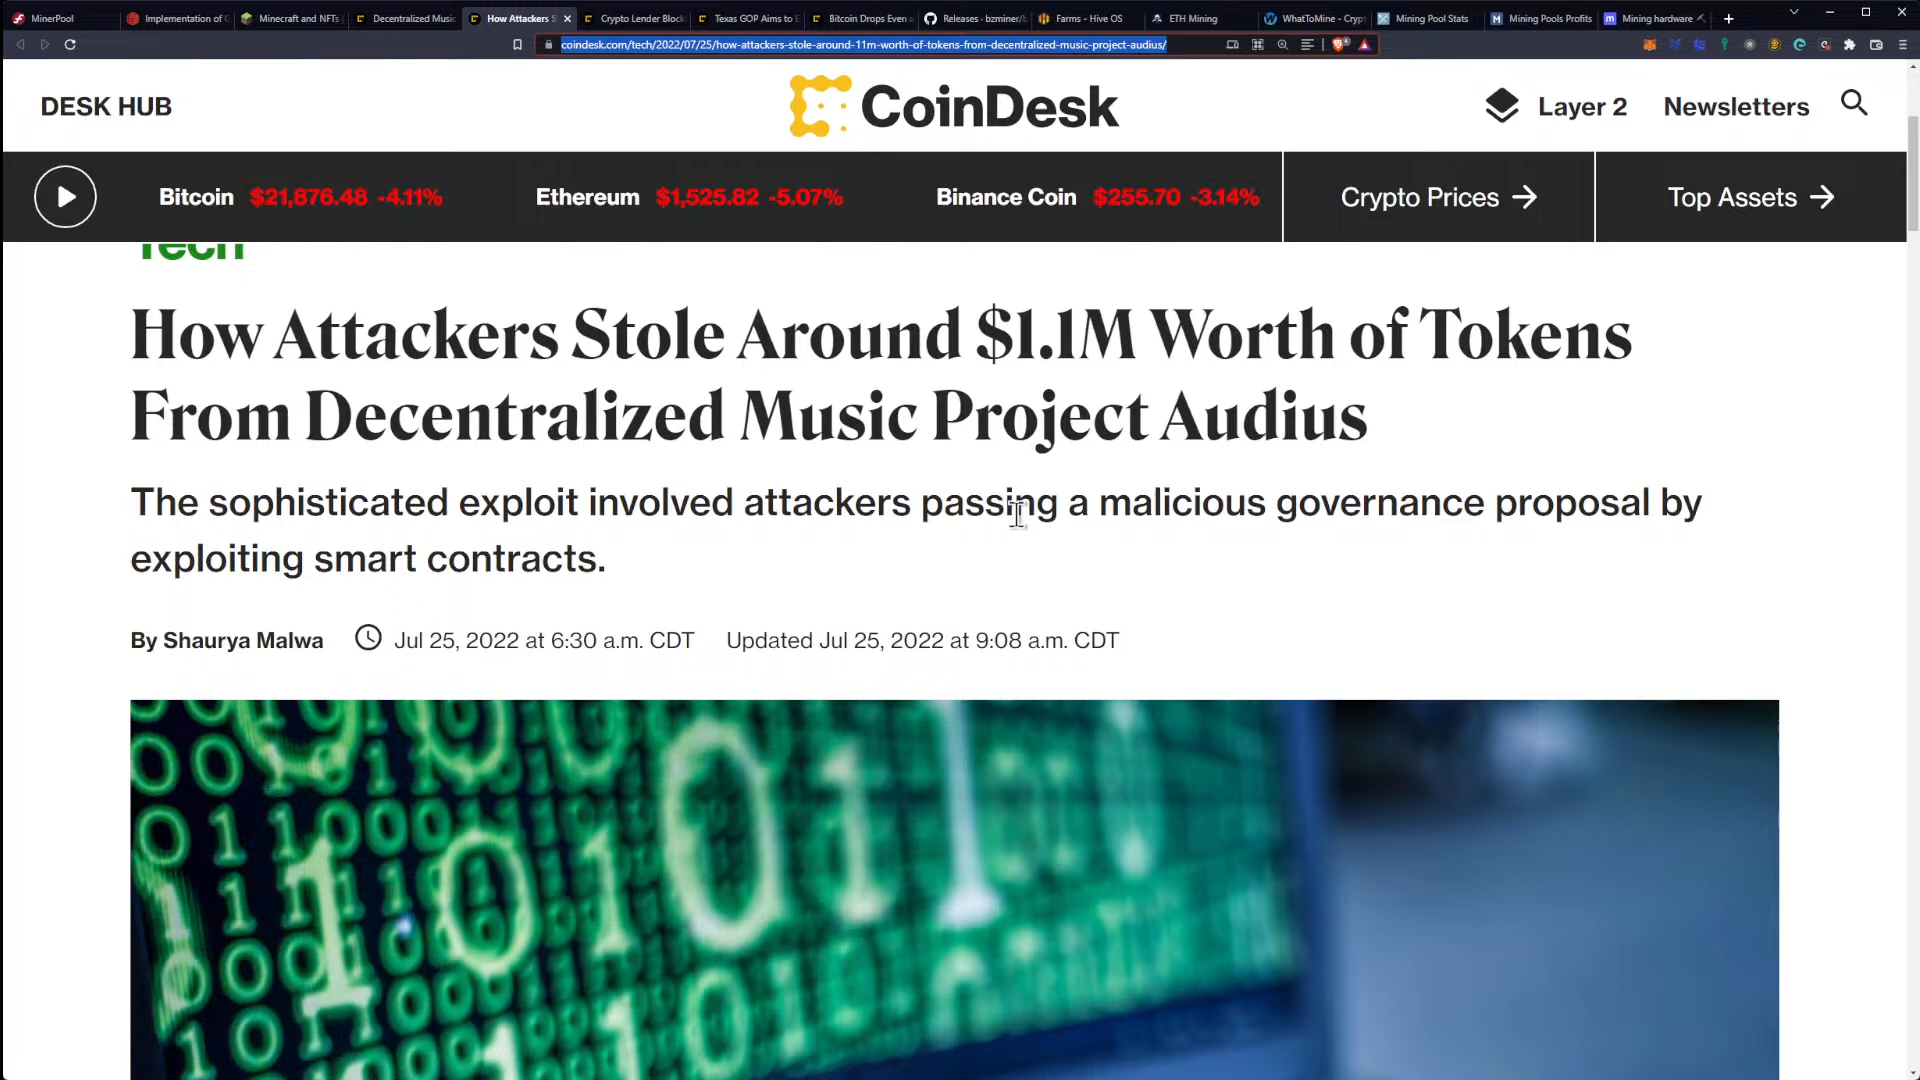 MinerPool
Implementation of
Minecraft and NFTs
Decentralized Music
How Attackers S
Crypto Lender Block
Texas GOP Aims to
Bitcoin Drops Even
Releases · bzminer/
Farms - Hive OS
ETH Mining
WhatToMine - Crypt
Mining Pool Stats
Mining Pools Profits
Mining hardware
coindesk.com/tech/2022/07/25/how-attackers-stole-around-11m-worth-of-tokens-from-decentralized-music-project-audius/
DESK HUB
CoinDesk
Layer 2
Newsletters
Bitcoin $21,876.48 -4.11%
Ethereum $1,525.82 -5.07%
Binance Coin $255.70 -3.14%
Crypto Prices →
Top Assets →
Tech
How Attackers Stole Around $1.1M Worth of Tokens
From Decentralized Music Project Audius
The sophisticated exploit involved attackers passing a malicious governance proposal by
exploiting smart contracts.
By Shaurya Malwa Jul 25, 2022 at 6:30 a.m. CDT Updated Jul 25, 2022 at 9:08 a.m. CDT